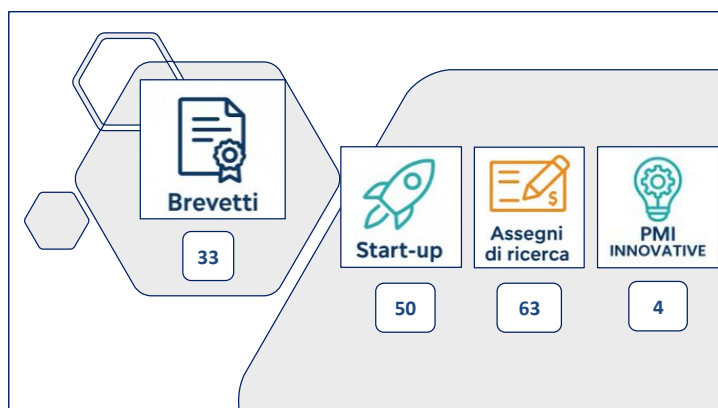 Brevetti
33
Start-up
50
Assegni
di ricerca
$
63
PMI
INNOVATIVE
4